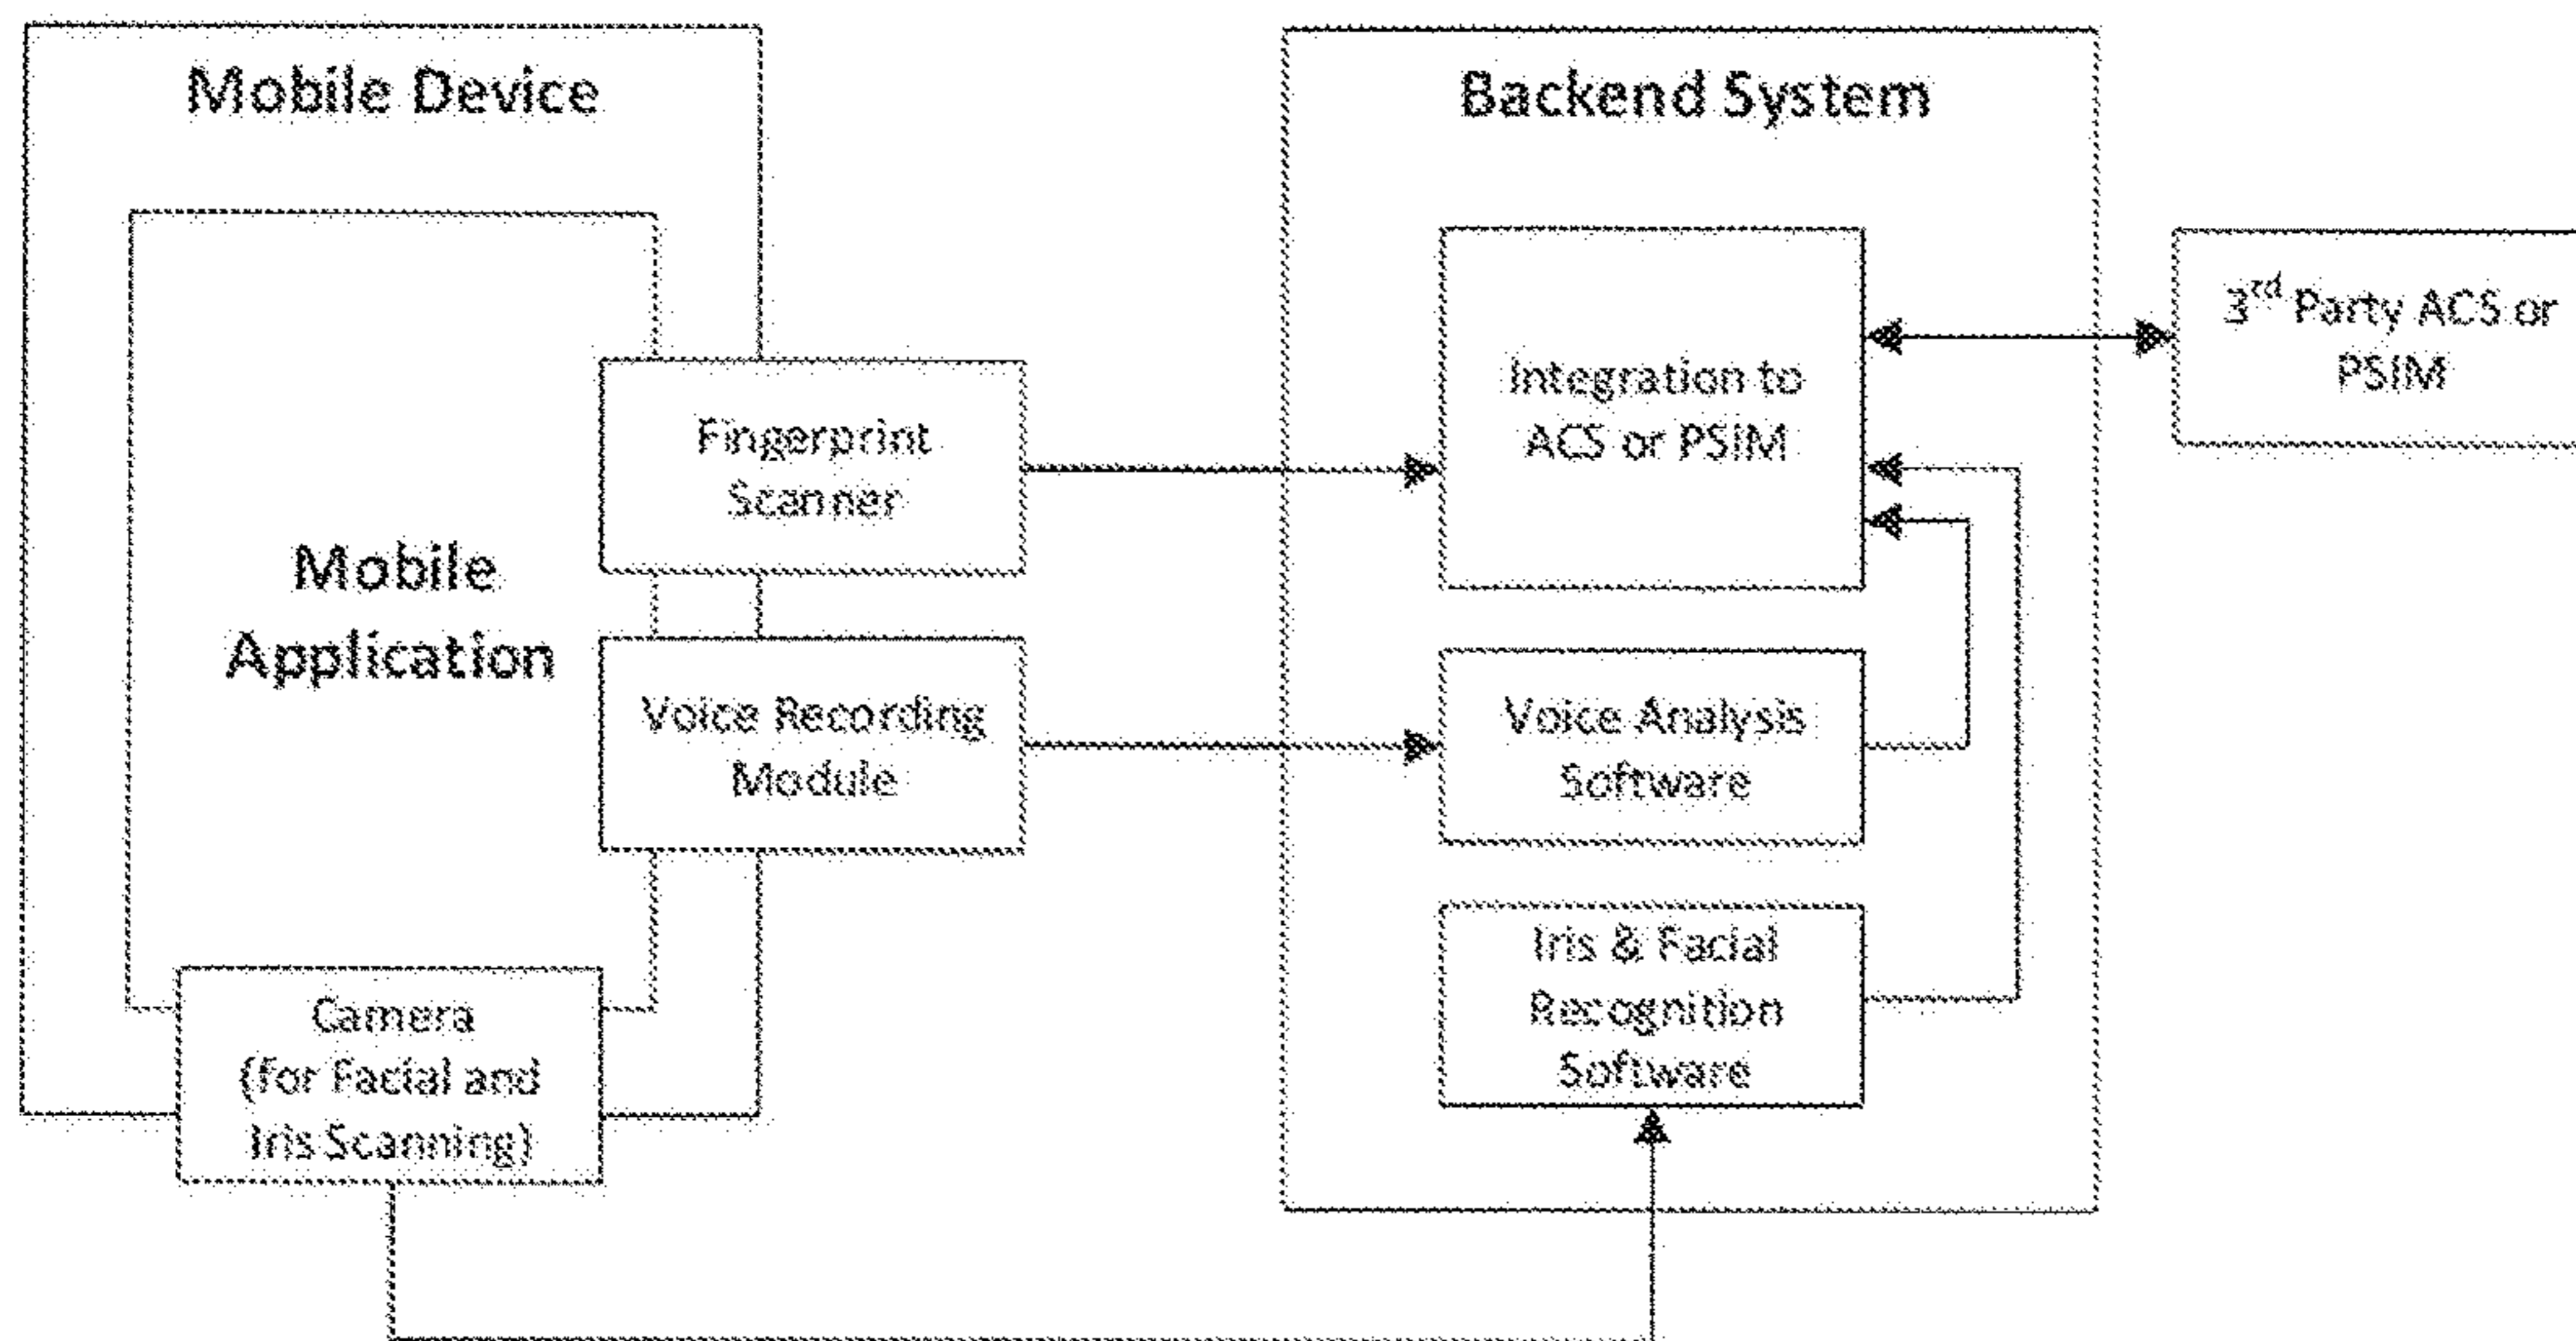 Mobile Device
Mobile
Application
Fingerprint
Scanner
Voice Recording
Module
Camera
(for Facial and
Iris Scanning)
Backend System
Integration to
ACS or PSIM
Voice Analysis
Software
Iris & Facial
Recognition
Software
3rd Party ACS or
PSIM